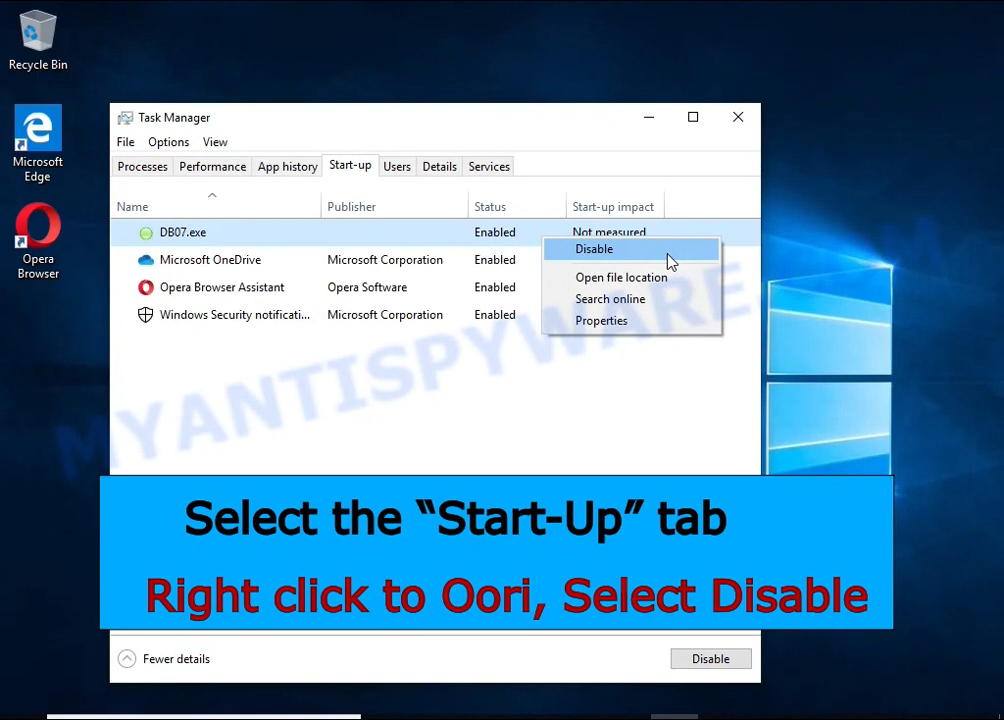 Recycle Bin
Microsoft
Edge
Opera
Browser
Task Manager
File Options View
Processes Performance App history Start-up Users Details Services
Name Publisher Status Start-up impact
DB07.exe Enabled Not measured
Microsoft OneDrive Microsoft Corporation Enabled
Opera Browser Assistant Opera Software Enabled
Windows Security notificati... Microsoft Corporation Enabled
Disable
Open file location
Search online
Properties
MYANTISPYWARE.COM
Select the “Start-Up” tab
Right click to Oori, Select Disable
Fewer details Disable